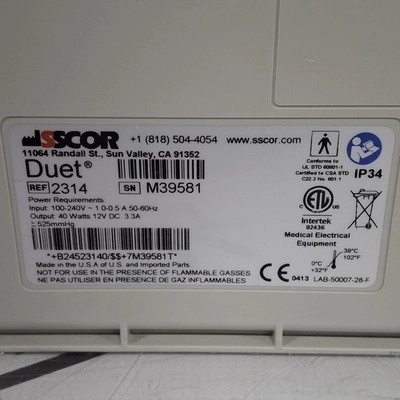 SSCOR
+1 (818) 504-4054
www.sscor.com
11064 Randall St., Sun Valley, CA 91352
Duet®
REF 2314
SN M39581
Power Requirements
Input: 100-240V ~ 1.0-0.5 A 50-60Hz
Output: 40 Watts 12V DC 3.3A
525mmHg
*+B24523140/$$+7M39581T*
Made in the U.S.A of U.S. and Imported Parts.
NOT FOR USE IN THE PRESENCE OF FLAMMABLE GASSES
NE PAS UTILISER EN PRESENCE DE GAZ INFLAMMABLES
Conforms to
UL STD 60601-1
Certified to CSA STD
C22.2 No. 601.1
IP34
ETL
Intertek
92436
Medical Electrical
Equipment
39°C
102°F
0°C
+32°F
CE 0413
LAB-50007-28-F